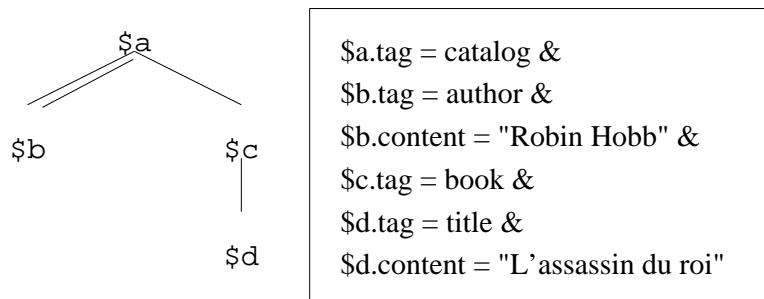 $a
$b
$c
$d
$a.tag = catalog &
$b.tag = author &
$b.content = "Robin Hobb" &
$c.tag = book &
$d.tag = title &
$d.content = "L'assassin du roi"